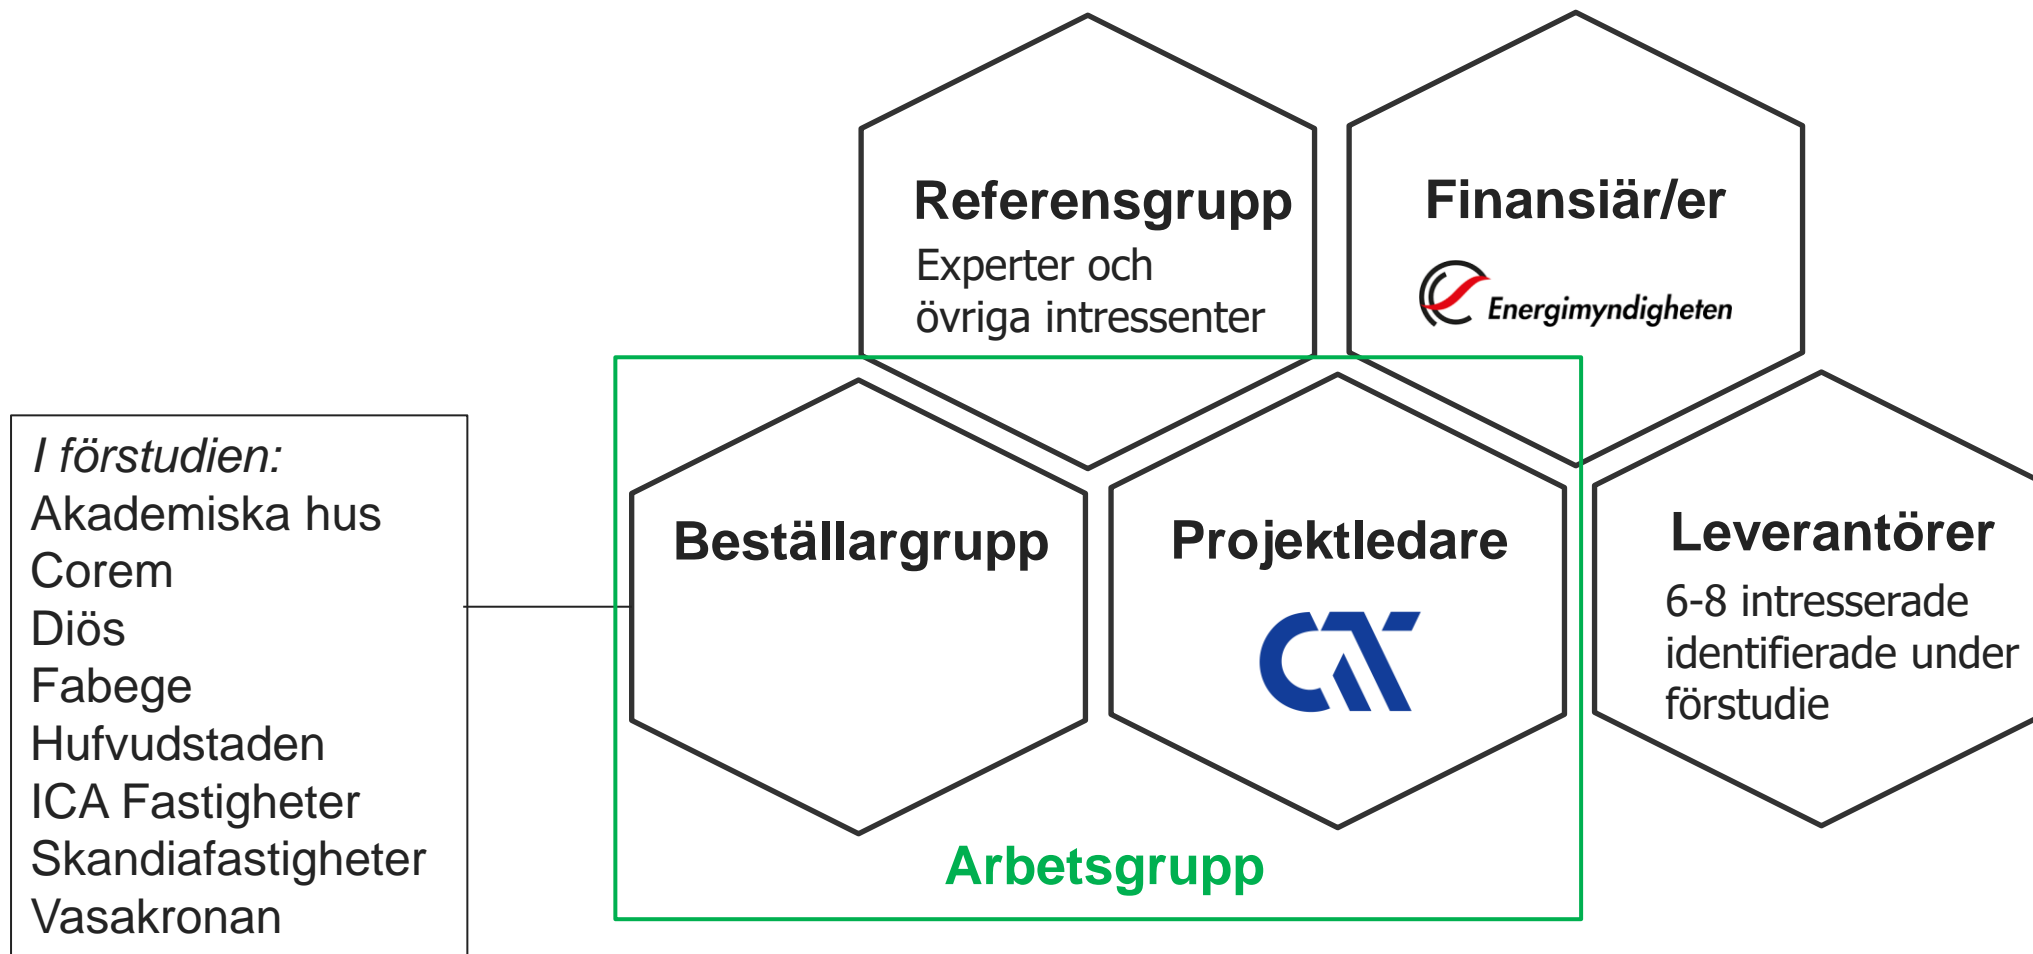 Referensgrupp
Experter och
övriga intressenter
Finansiär/er
Energimyndigheten
I förstudien:
Akademiska hus
Corem
Diös
Fabege
Hufvudstaden
ICA Fastigheter
Skandiafastigheter
Vasakronan
Beställargrupp
Projektledare
CIT
Leverantörer
6-8 intresserade
identifierade under
förstudie
Arbetsgrupp